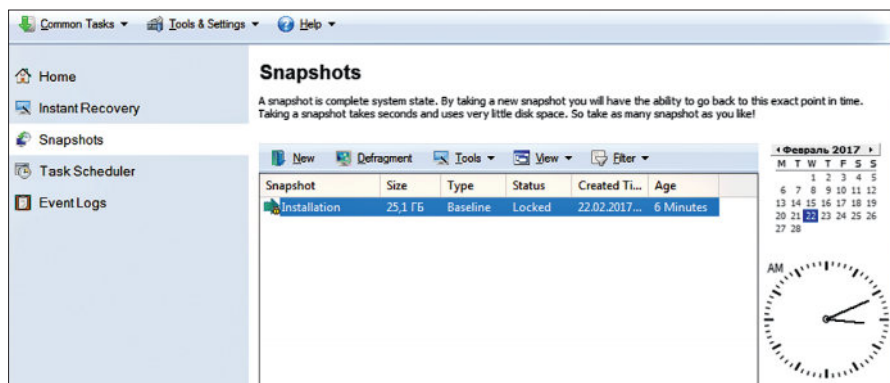 Common Tasks Tools & Settings Help
Home
Instant Recovery
Snapshots
Task Scheduler
Event Logs
Snapshots
A snapshot is complete system state. By taking a new snapshot you will have the ability to go back to this exact point in time.
Taking a snapshot takes seconds and uses very little disk space. So take as many snapshot as you like!
New Defragment Tools View Filter
Snapshot Size Type Status Created Ti... Age
Installation 25,1 ГБ Baseline Locked 22.02.2017... 6 Minutes
Февраль 2017
M T W T F S S
1 2 3 4 5
6 7 8 9 10 11 12
13 14 15 16 17 18 19
20 21 22 23 24 25 26
27 28
AM